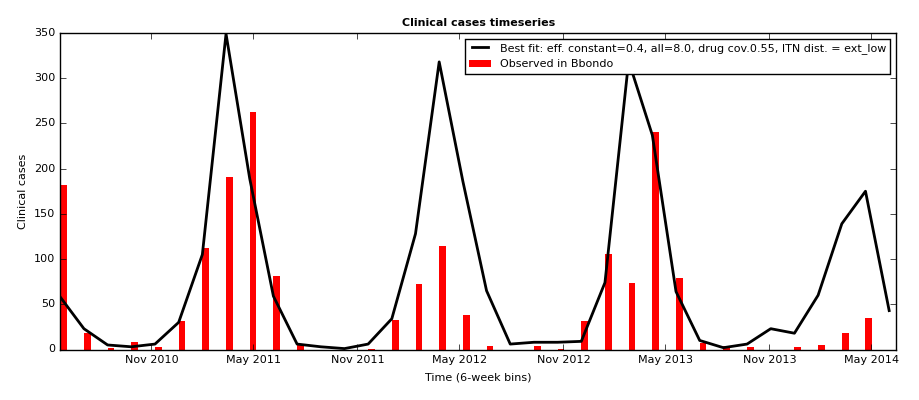 Clinical cases timeseries
Best fit: eff. constant=0.4, all=8.0, drug cov.0.55, ITN dist. = ext_low
Observed in Bbondo
Clinical cases
350
300
250
200
150
100
50
0
Nov 2010 May 2011 Nov 2011 May 2012 Nov 2012 May 2013 Nov 2013 May 2014
Time (6-week bins)